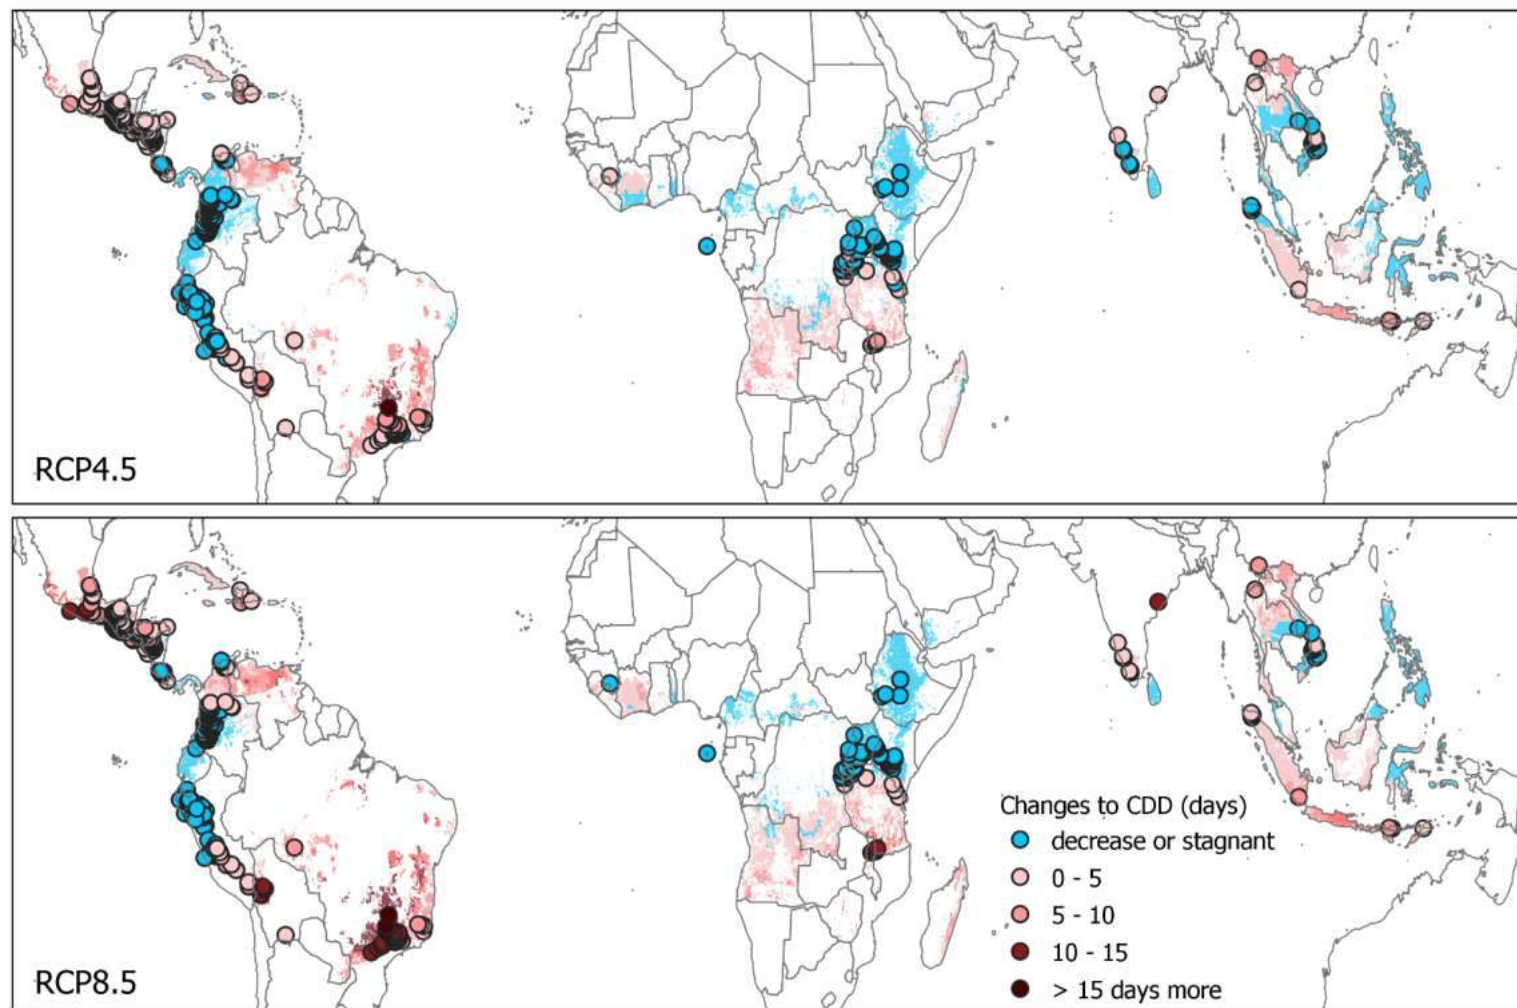 RCP4.5
Changes to CDD (days)
decrease or stagnant
0 - 5
5 - 10
10 - 15
> 15 days more
RCP8.5